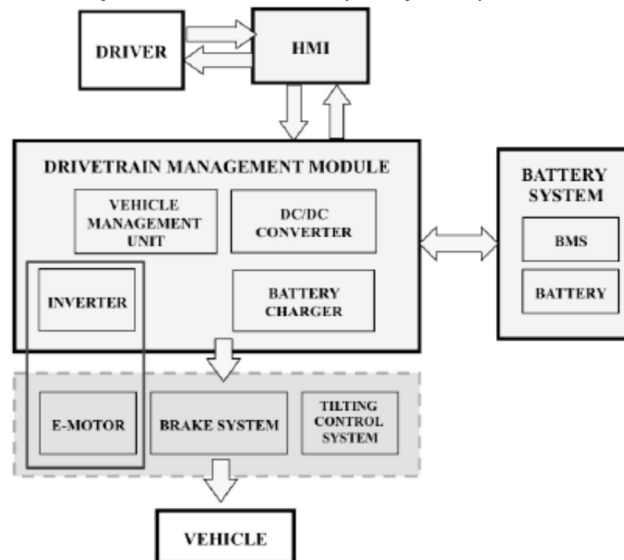 DRIVER
HMI
DRIVETRAIN MANAGEMENT MODULE
VEHICLE
MANAGEMENT
UNIT
DC/DC
CONVERTER
INVERTER
BATTERY
CHARGER
BATTERY
SYSTEM
BMS
BATTERY
E-MOTOR
BRAKE SYSTEM
TILTING
CONTROL
SYSTEM
VEHICLE